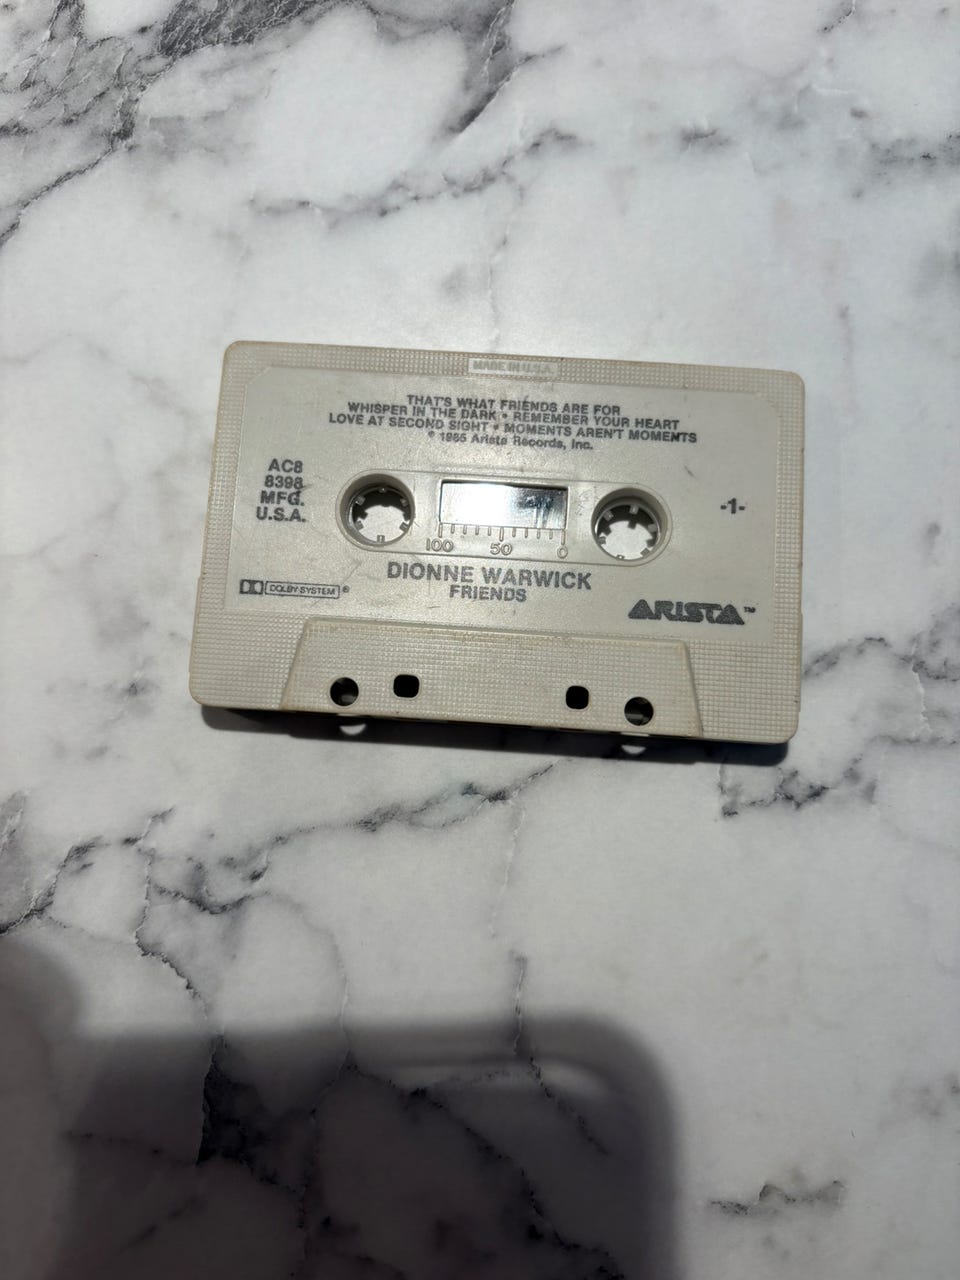 MADE IN U.S.A.
THAT'S WHAT FRIENDS ARE FOR
WHISPER IN THE DARK • REMEMBER YOUR HEART
LOVE AT SECOND SIGHT • MOMENTS AREN'T MOMENTS
℗ 1985 Arista Records, Inc.
AC8
8398
MFG.
U.S.A.
-1-
100 50 0
DIONNE WARWICK
FRIENDS
DOLBY SYSTEM ®
ARISTA™